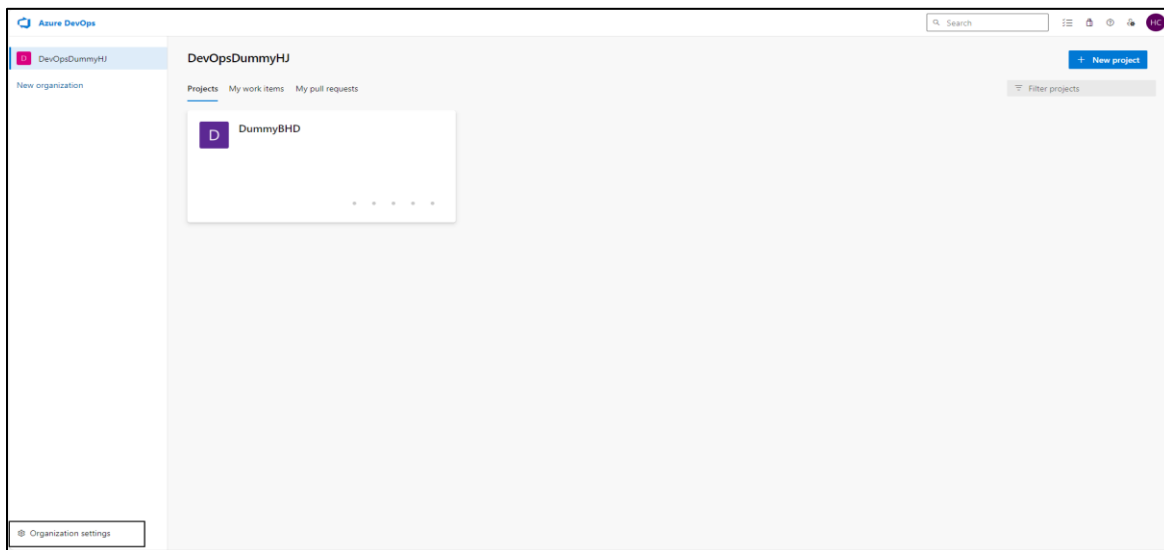 Azure DevOps
Search
HC
D DevOpsDummyHJ
New organization
DevOpsDummyHJ
+ New project
Projects My work items My pull requests
Filter projects
D DummyBHD
Organization settings